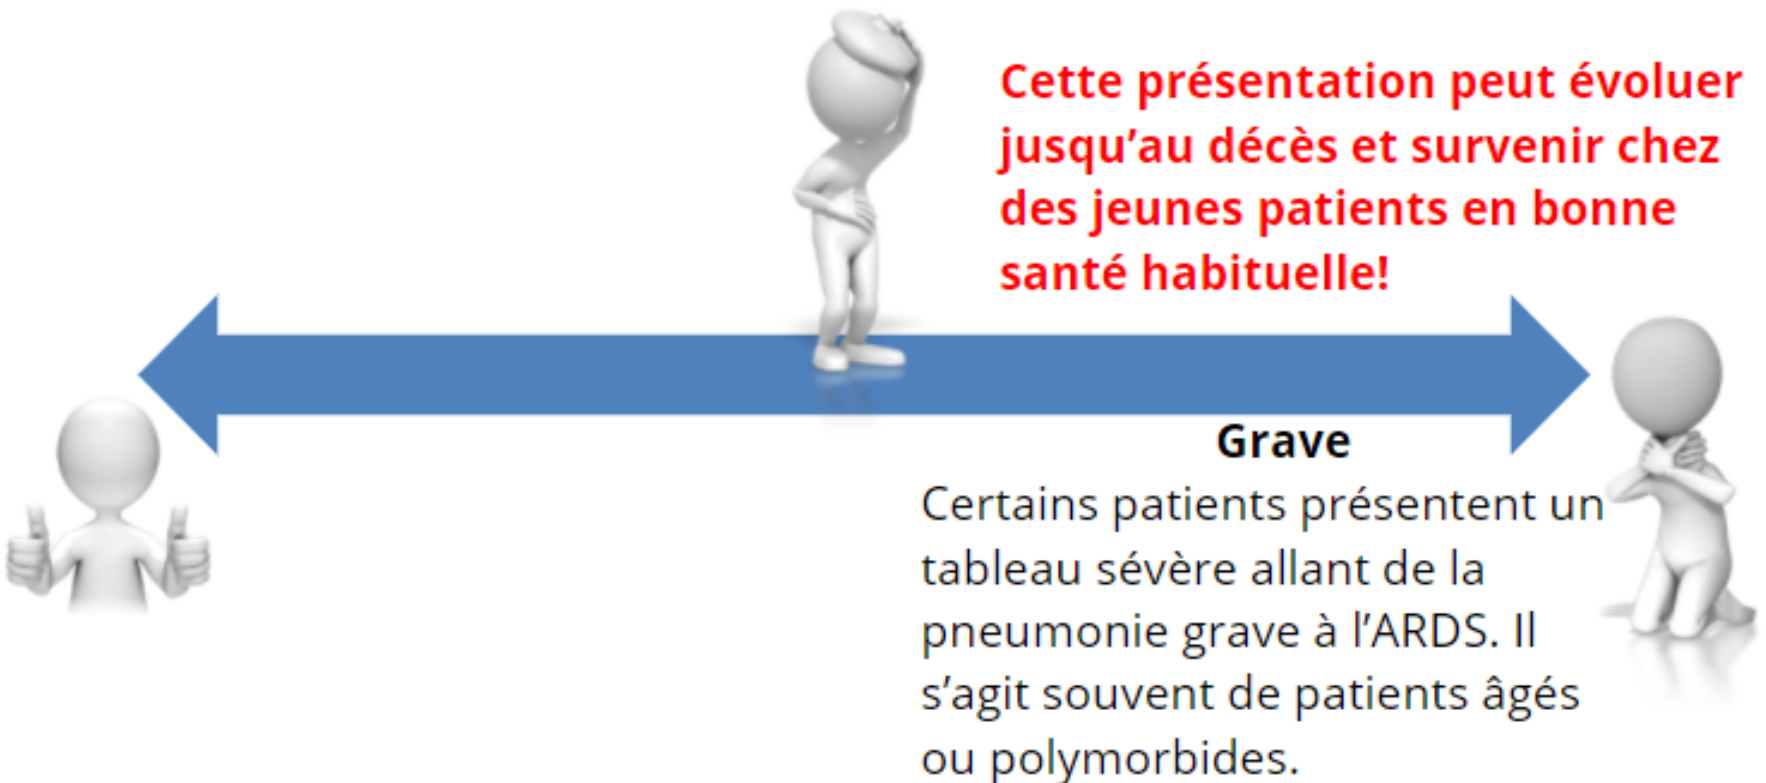 Cette présentation peut évoluer
jusqu’au décès et survenir chez
des jeunes patients en bonne
santé habituelle!
Grave
Certains patients présentent un
tableau sévère allant de la
pneumonie grave à l’ARDS. Il
s’agit souvent de patients âgés
ou polymorbides.